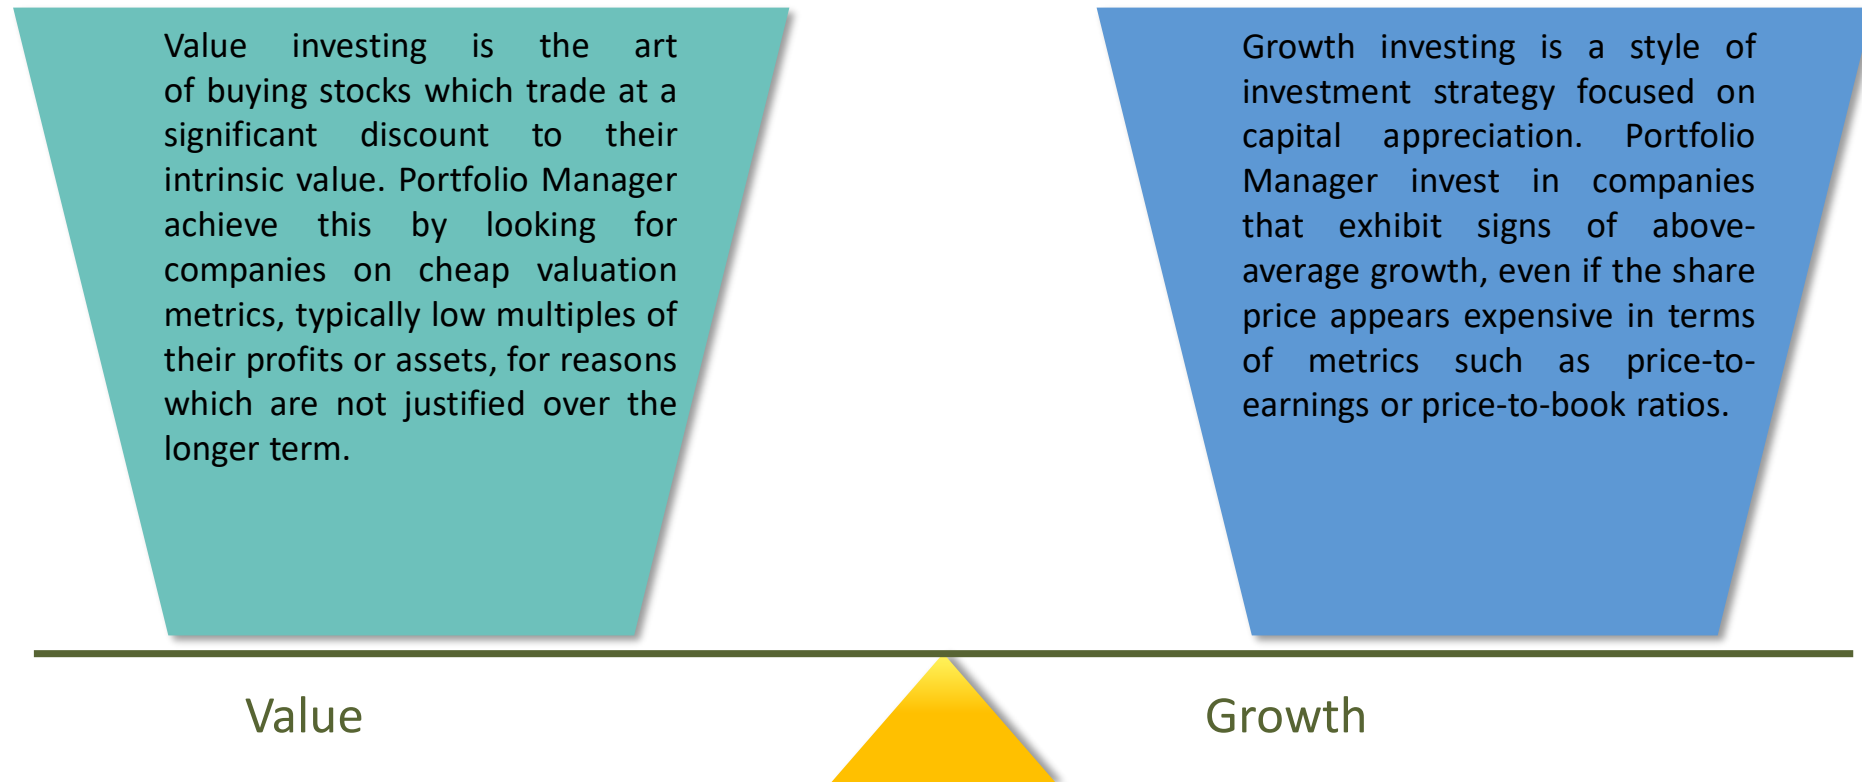 Value investing is the art
of buying stocks which trade at a
significant discount to their
intrinsic value. Portfolio Manager
achieve this by looking for
companies on cheap valuation
metrics, typically low multiples of
their profits or assets, for reasons
which are not justified over the
longer term.
Growth investing is a style of
investment strategy focused on
capital appreciation. Portfolio
Manager invest in companies
that exhibit signs of above-
average growth, even if the share
price appears expensive in terms
of metrics such as price-to-
earnings or price-to-book ratios.
Value
Growth